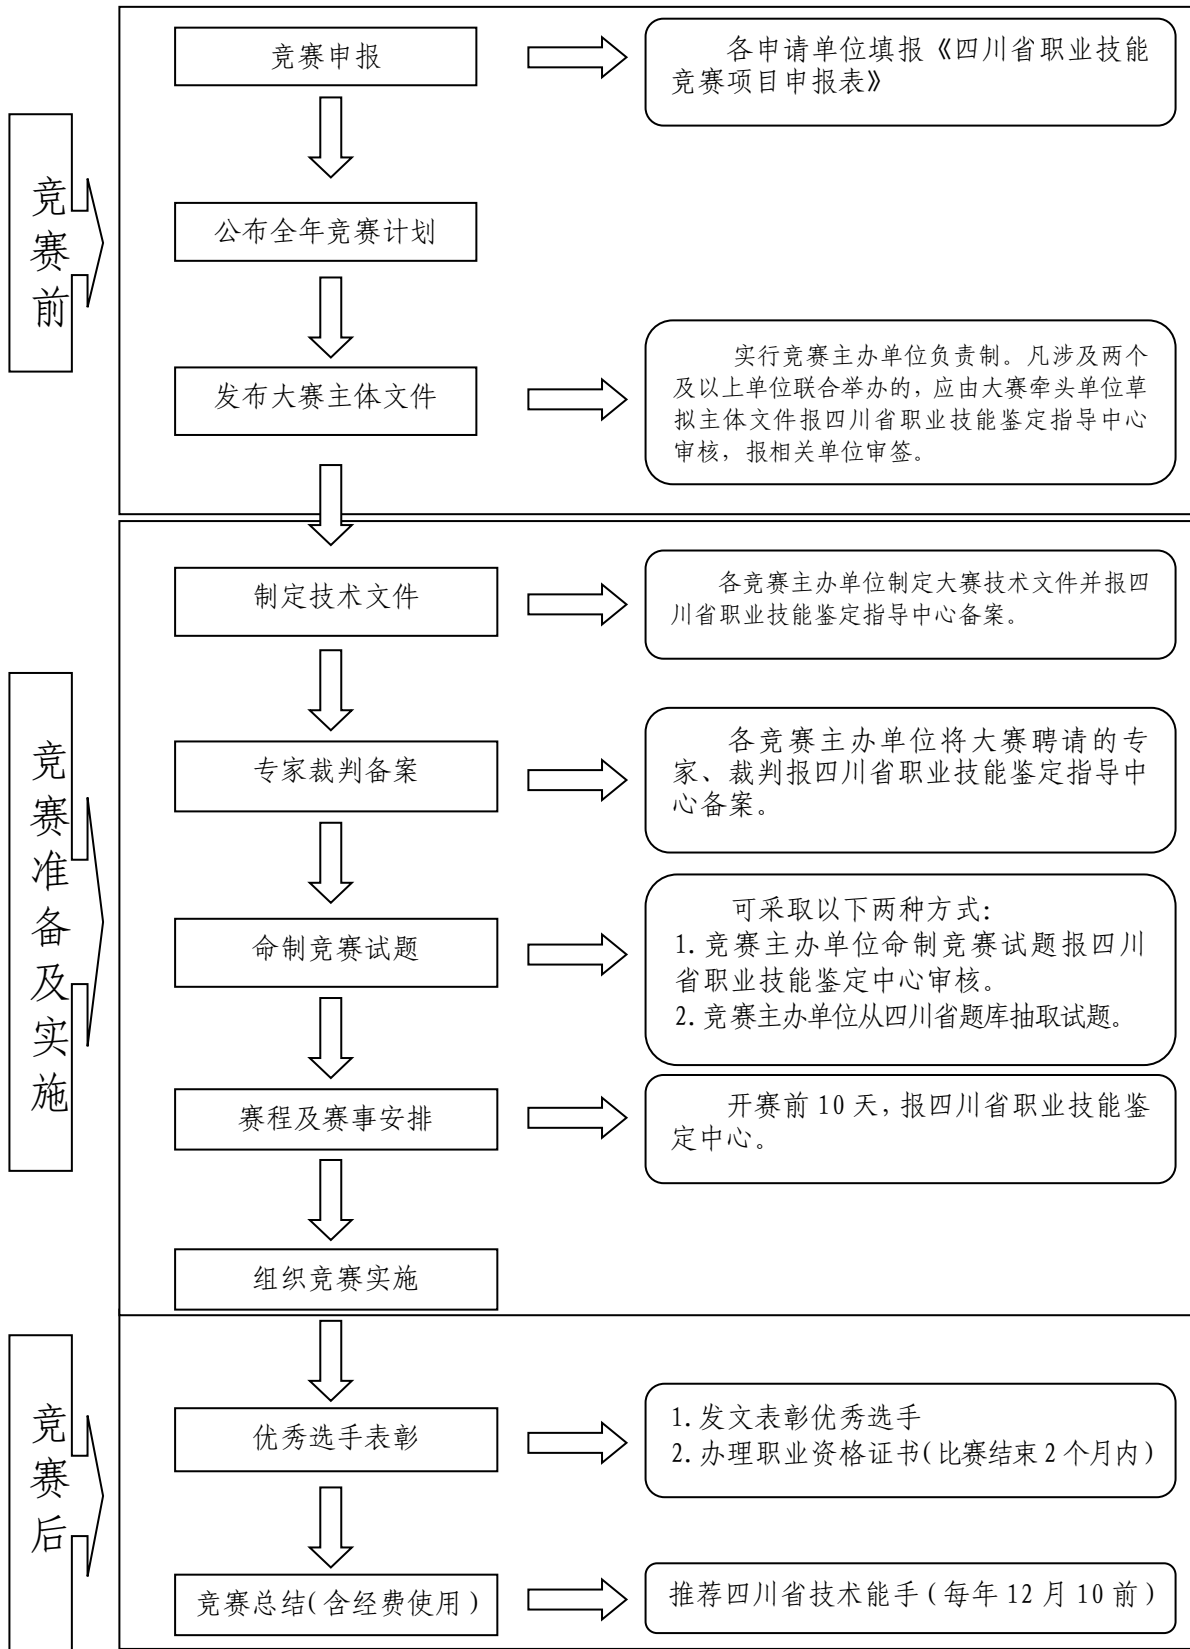 竞赛前
竞赛申报
各申请单位填报《四川省职业技能
竞赛项目申报表》
公布全年竞赛计划
发布大赛主体文件
实行竞赛主办单位负责制。凡涉及两个
及以上单位联合举办的，应由大赛牵头单位草
拟主体文件报四川省职业技能鉴定指导中心
审核，报相关单位审签。
竞赛准备及实施
制定技术文件
各竞赛主办单位制定大赛技术文件并报四
川省职业技能鉴定指导中心备案。
专家裁判备案
各竞赛主办单位将大赛聘请的专
家、裁判报四川省职业技能鉴定指导中
心备案。
命制竞赛试题
可采取以下两种方式：
1.竞赛主办单位命制竞赛试题报四川
省职业技能鉴定中心审核。
2.竞赛主办单位从四川省题库抽取试题。
赛程及赛事安排
开赛前10天，报四川省职业技能鉴
定中心。
组织竞赛实施
竞赛后
优秀选手表彰
1.发文表彰优秀选手
2.办理职业资格证书(比赛结束2个月内)
竞赛总结(含经费使用)
推荐四川省技术能手(每年12月10前)